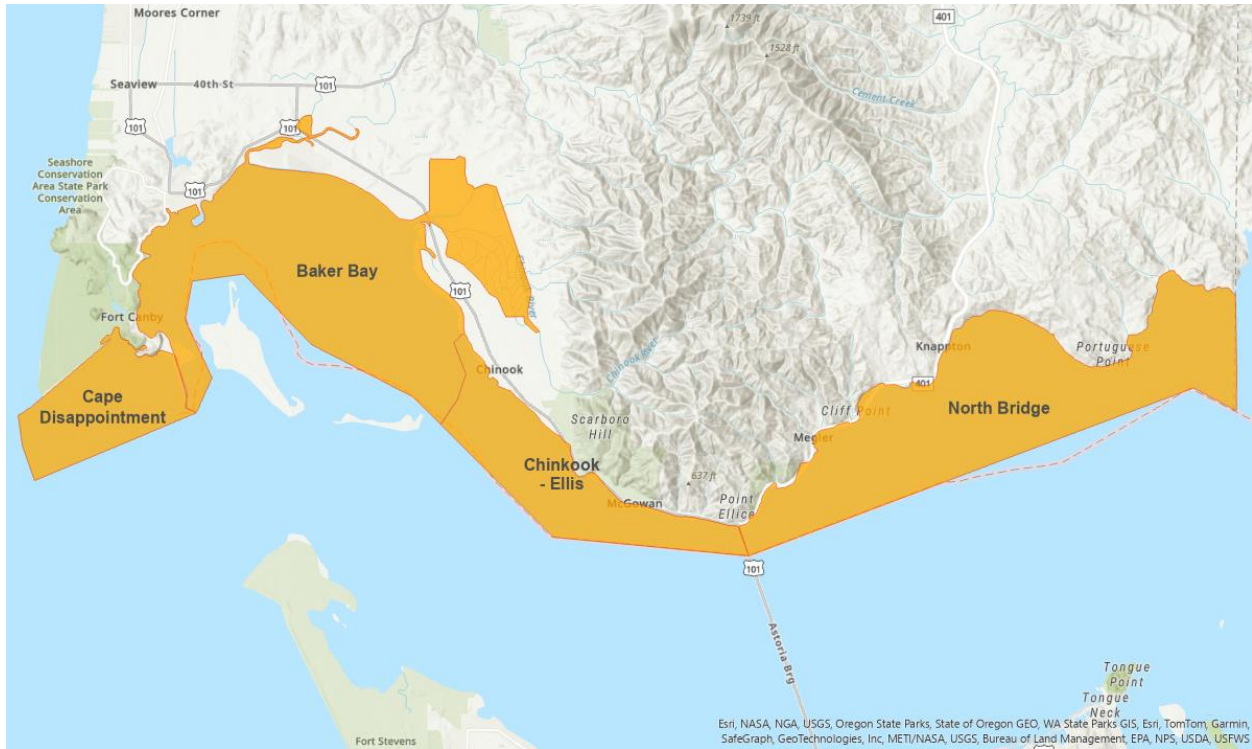 Moores Corner
1739 ft
401
1528 ft
Seaview
40th St
101
101
101
Cement Creek
Seashore
Conservation
Area State Park
Conservation
Area
101
Baker Bay
101
Chinook River
Fort Canby
Chinook
Chinook River
Knappton
Portuguese
Point
401
Cape
Disappointment
Scarboro
Hill
Cliff Point
North Bridge
Megler
Chinkook
- Ellis
637 ft
McGowan
Point
Ellice
101
Astoria Brg
Tongue
Point
Tongue
Neck
Fort Stevens
Esri, NASA, NGA, USGS, Oregon State Parks, State of Oregon GEO, WA State Parks GIS, Esri, TomTom, Garmin,
SafeGraph, GeoTechnologies, Inc, METI/NASA, USGS, Bureau of Land Management, EPA, NPS, USDA, USFWS